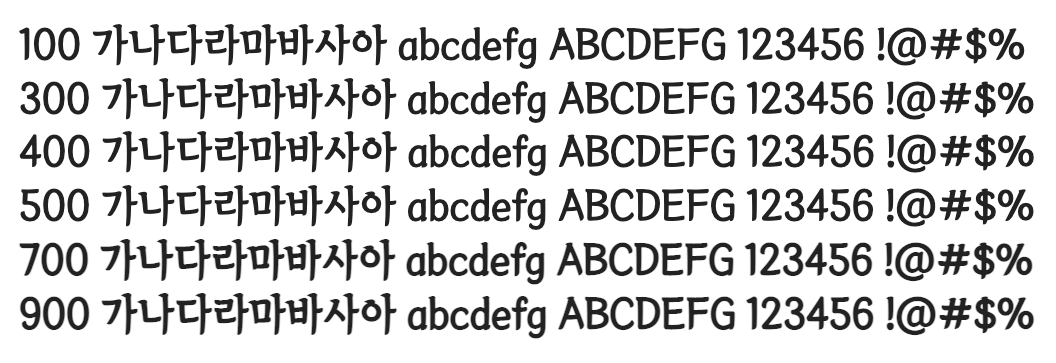 100 가나다라마바사아 abcdefg ABCDEFG 123456 !@#$%
300 가나다라마바사아 abcdefg ABCDEFG 123456 !@#$%
400 가나다라마바사아 abcdefg ABCDEFG 123456 !@#$%
500 가나다라마바사아 abcdefg ABCDEFG 123456 !@#$%
700 가나다라마바사아 abcdefg ABCDEFG 123456 !@#$%
900 가나다라마바사아 abcdefg ABCDEFG 123456 !@#$%